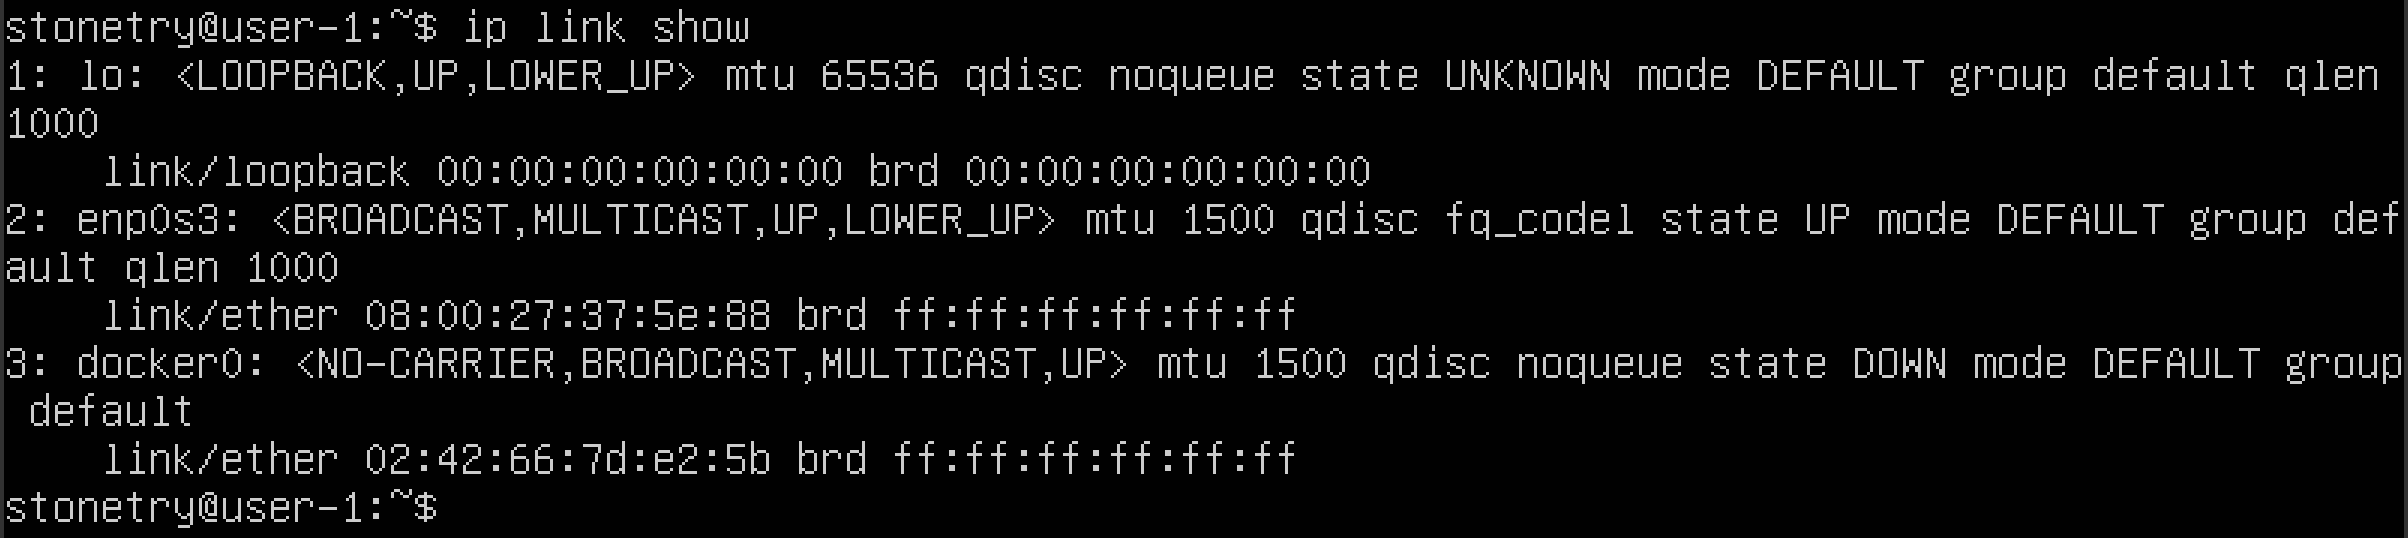 stonetry@user-1:~$ ip link show
1: lo: <LOOPBACK,UP,LOWER_UP> mtu 65536 qdisc noqueue state UNKNOWN mode DEFAULT group default qlen
1000
    link/loopback 00:00:00:00:00:00 brd 00:00:00:00:00:00
2: enp0s3: <BROADCAST,MULTICAST,UP,LOWER_UP> mtu 1500 qdisc fq_codel state UP mode DEFAULT group def
ault qlen 1000
    link/ether 08:00:27:37:5e:88 brd ff:ff:ff:ff:ff:ff
3: docker0: <NO-CARRIER,BROADCAST,MULTICAST,UP> mtu 1500 qdisc noqueue state DOWN mode DEFAULT group
 default
    link/ether 02:42:66:7d:e2:5b brd ff:ff:ff:ff:ff:ff
stonetry@user-1:~$